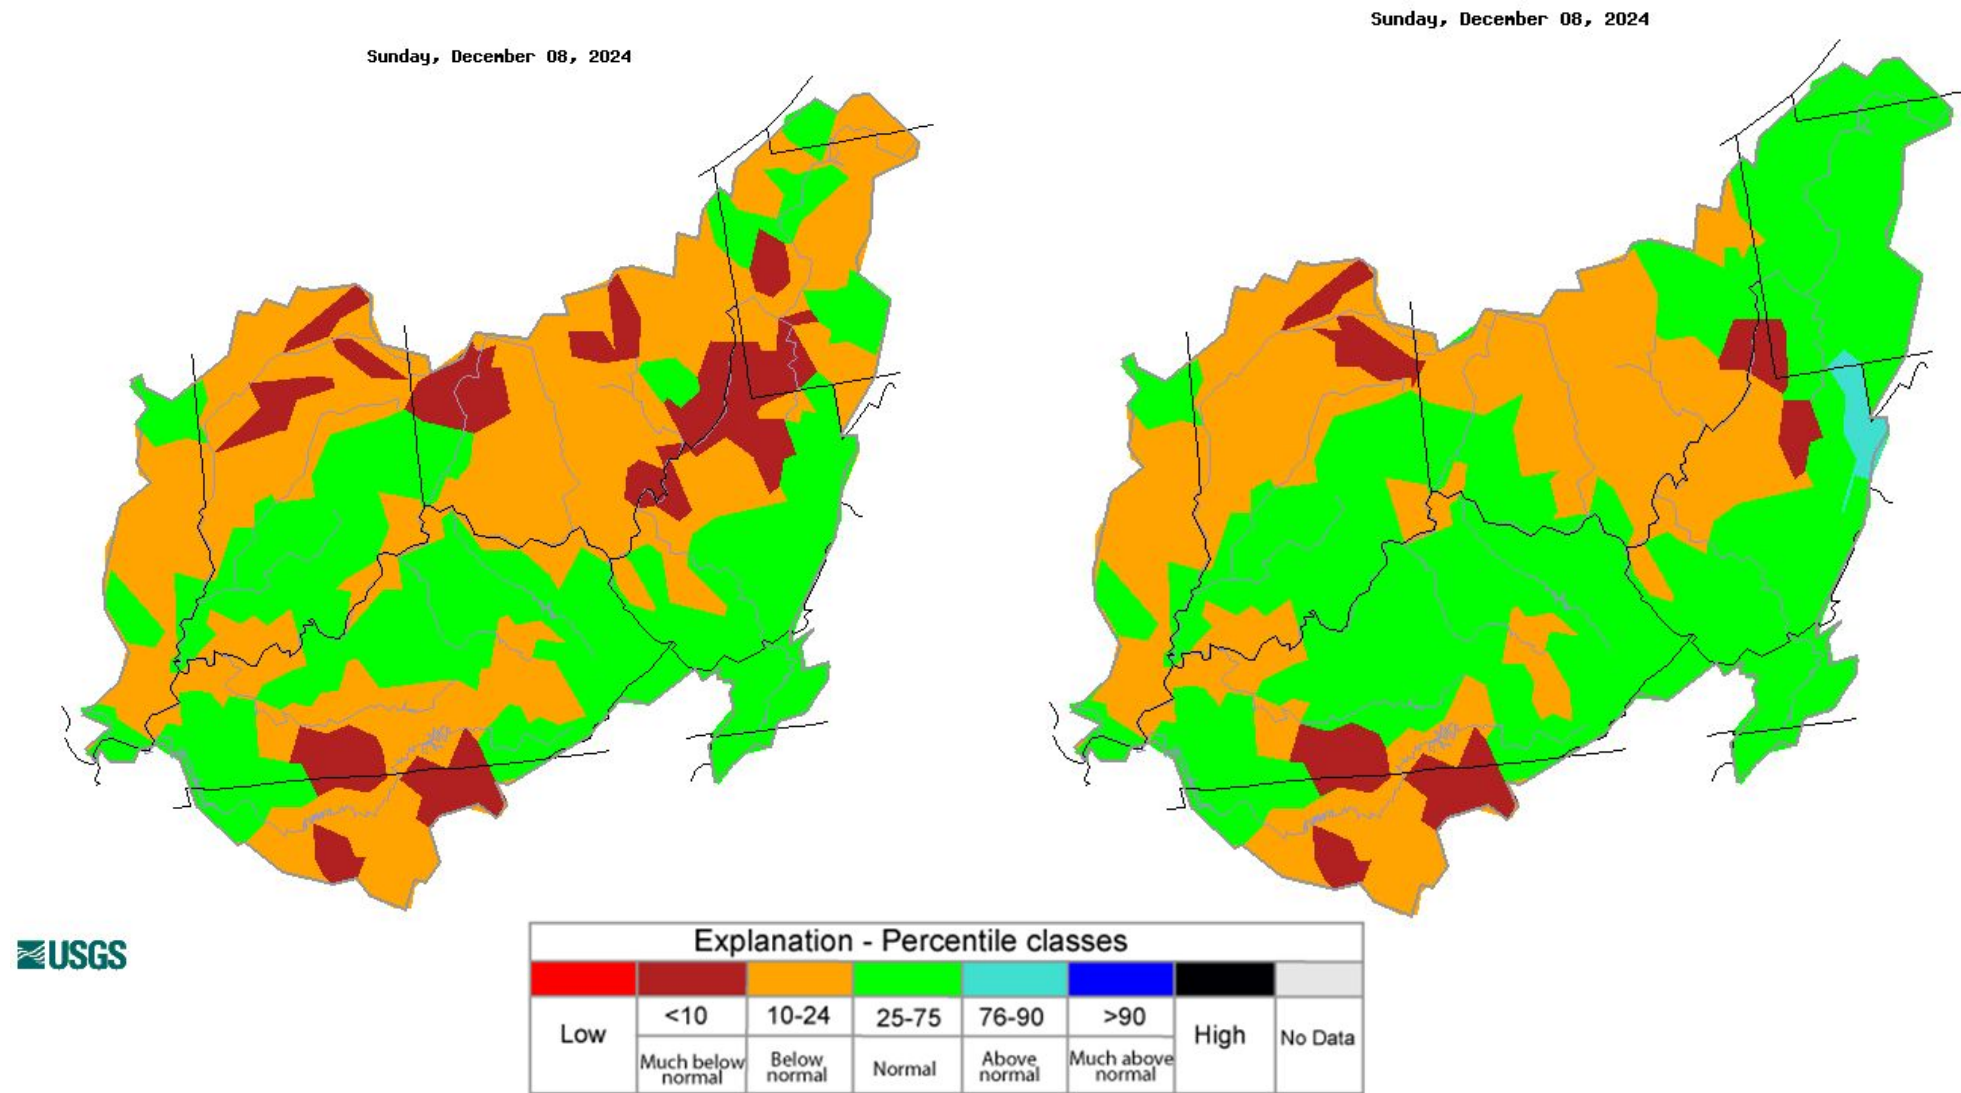 Sunday, December 08, 2024
Sunday, December 08, 2024
USGS
Explanation - Percentile classes
Low
<10
10-24
25-75
76-90
>90
High
No Data
Much below
normal
Below
normal
Normal
Above
normal
Much above
normal